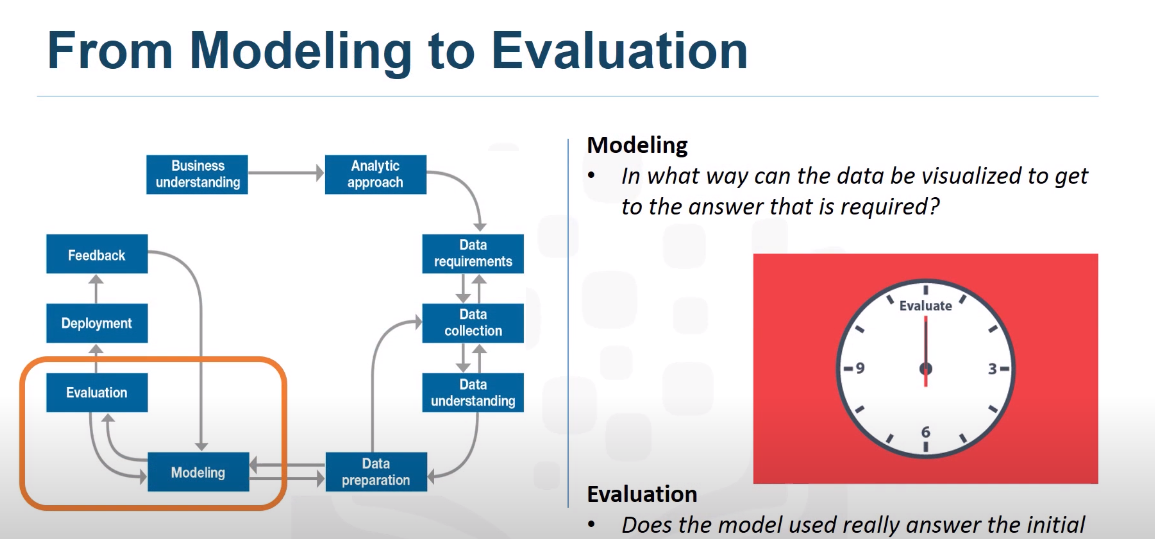 From Modeling to Evaluation
Business
understanding
Analytic
approach
Feedback
Data
requirements
Deployment
Data
collection
Evaluation
Data
understanding
Modeling
Data
preparation
Modeling
• In what way can the data be visualized to get
to the answer that is required?
Evaluate
9
3
6
Evaluation
• Does the model used really answer the initial